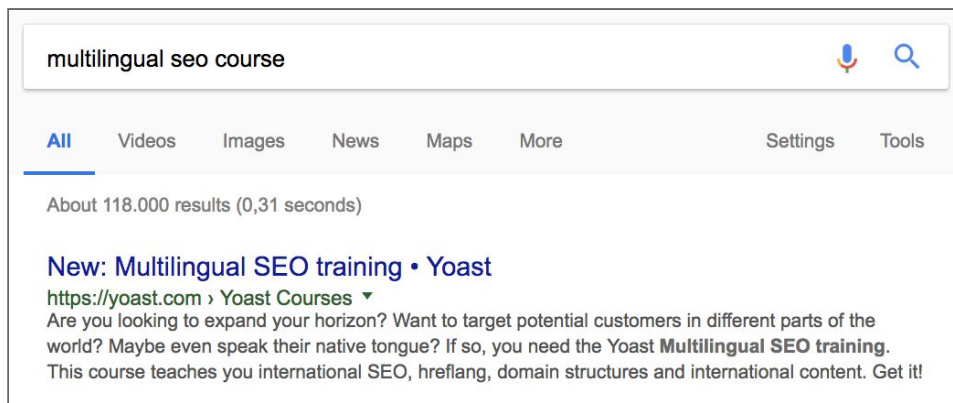 multilingual seo course
All Videos Images News Maps More Settings Tools
About 118.000 results (0,31 seconds)
New: Multilingual SEO training • Yoast
https://yoast.com › Yoast Courses ▼
Are you looking to expand your horizon? Want to target potential customers in different parts of the
world? Maybe even speak their native tongue? If so, you need the Yoast Multilingual SEO training.
This course teaches you international SEO, hreflang, domain structures and international content. Get it!